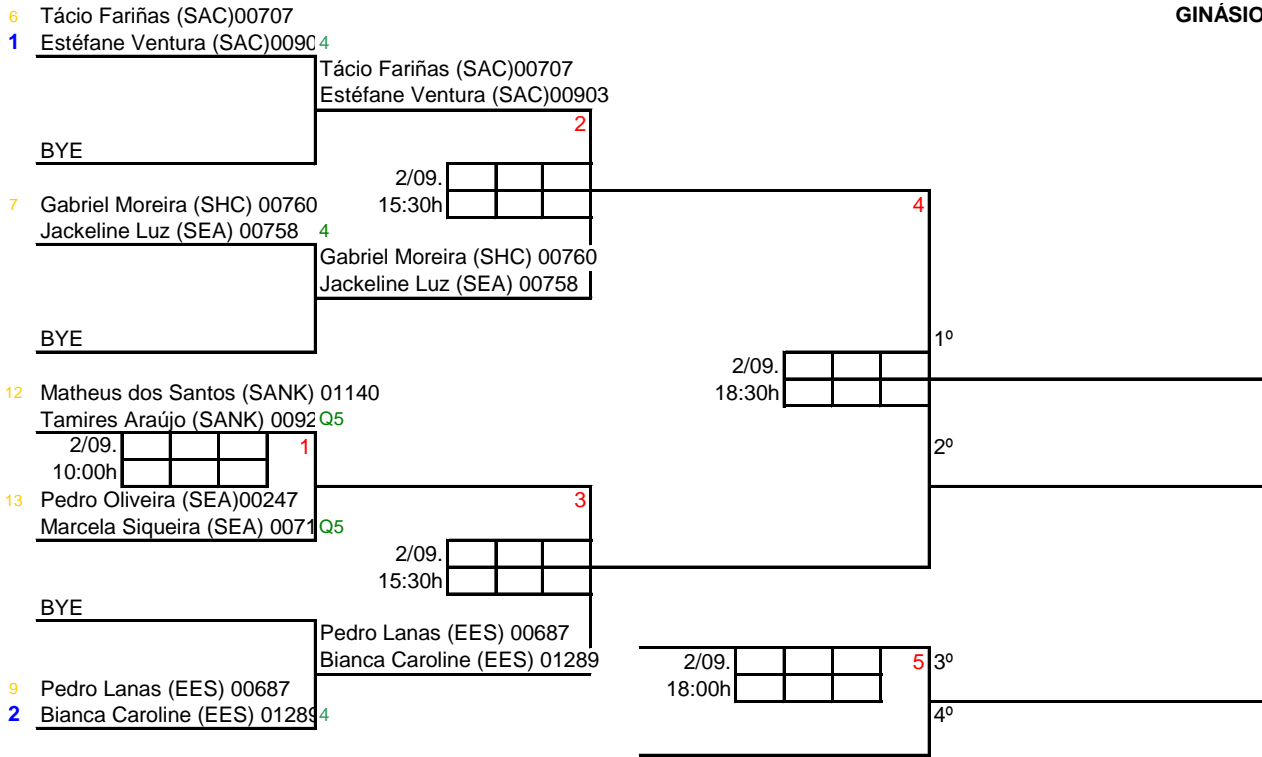 6 Tácio Fariñas (SAC)00707
GINÁSIO
1 Estéfane Ventura (SAC)0090 4
Tácio Fariñas (SAC)00707
Estéfane Ventura (SAC)00903
2
BYE
2/09.
7 Gabriel Moreira (SHC) 00760
15:30h
4
Jackeline Luz (SEA) 00758 4
Gabriel Moreira (SHC) 00760
Jackeline Luz (SEA) 00758
BYE
1º
2/09.
12 Matheus dos Santos (SANK) 01140
18:30h
Tamires Araújo (SANK) 0092 Q5
2/09.
1
2º
10:00h
13 Pedro Oliveira (SEA)00247
3
Marcela Siqueira (SEA) 0071 Q5
2/09.
15:30h
BYE
Pedro Lanas (EES) 00687
Bianca Caroline (EES) 01289
2/09.
5 3º
9 Pedro Lanas (EES) 00687
18:00h
2 Bianca Caroline (EES) 01289 4
4º